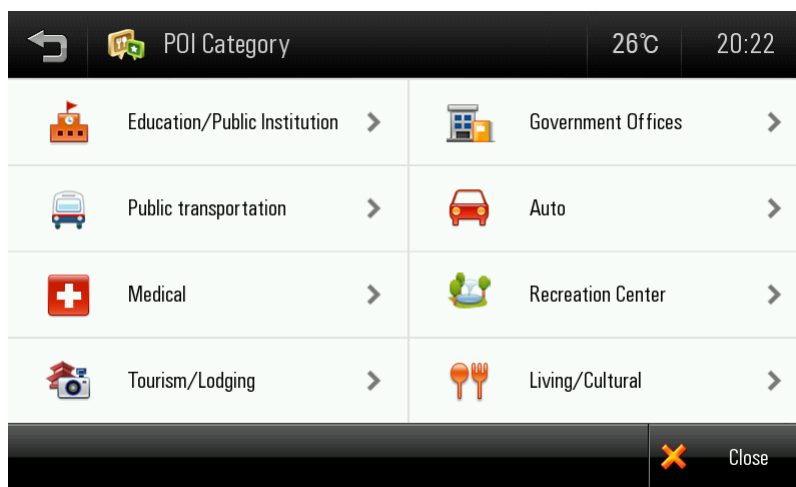 POI Category
26℃
20:22
Education/Public Institution
Government Offices
Public transportation
Auto
Medical
Recreation Center
Tourism/Lodging
Living/Cultural
Close